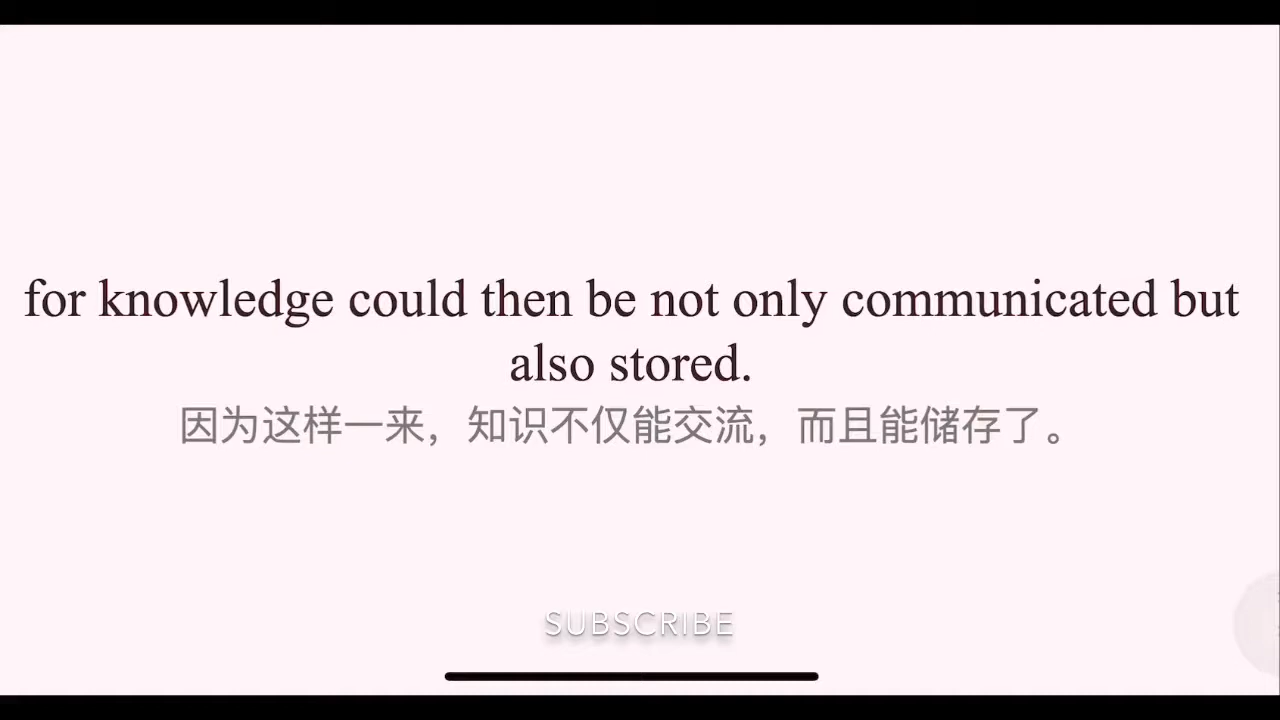 for knowledge could then be not only communicated but
also stored.
因为这样一来，知识不仅能交流，而且能储存了。
SUBSCRIBE